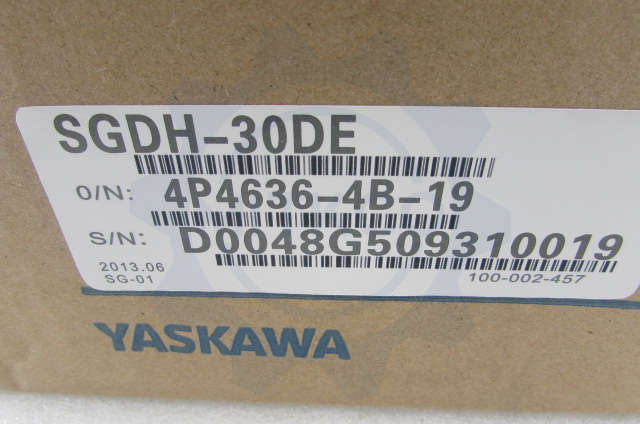 SGDH-30DE
O/N: 4P4636-4B-19
S/N: D0048G509310019
2013.06
SG-01
100-002-457
YASKAWA